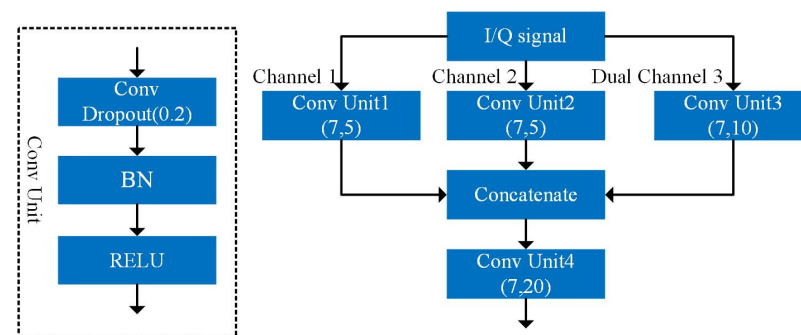 Conv Unit
Conv
Dropout(0.2)
BN
RELU
I/Q signal
Channel 1
Channel 2
Dual Channel 3
Conv Unit1
(7,5)
Conv Unit2
(7,5)
Conv Unit3
(7,10)
Concatenate
Conv Unit4
(7,20)